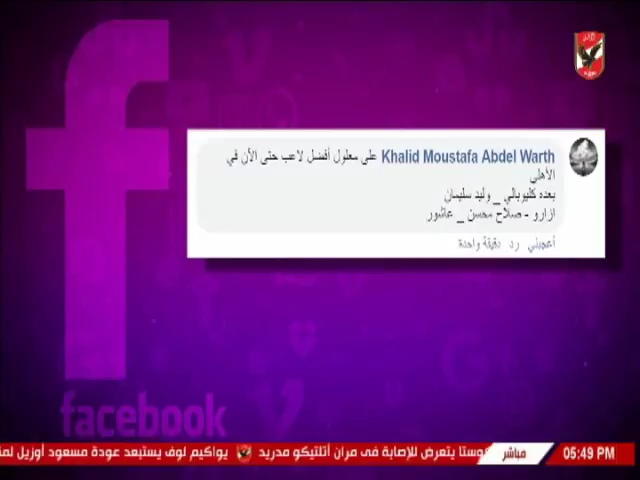 Khalid Moustafa Abdel Warth على معلول أفضل لاعب حتى الآن في
الأهلي
بعده كليوبالي _ وليد سليمان
ازارو - صلاح محسن _ عاشور
أعجبني رد دقيقة واحدة
facebook
05:49 PM
مباشر
يتعرض للإصابة فى مران أتلتيكو مدريد
يواكيم لوف يستبعد عودة مسعود أوزيل